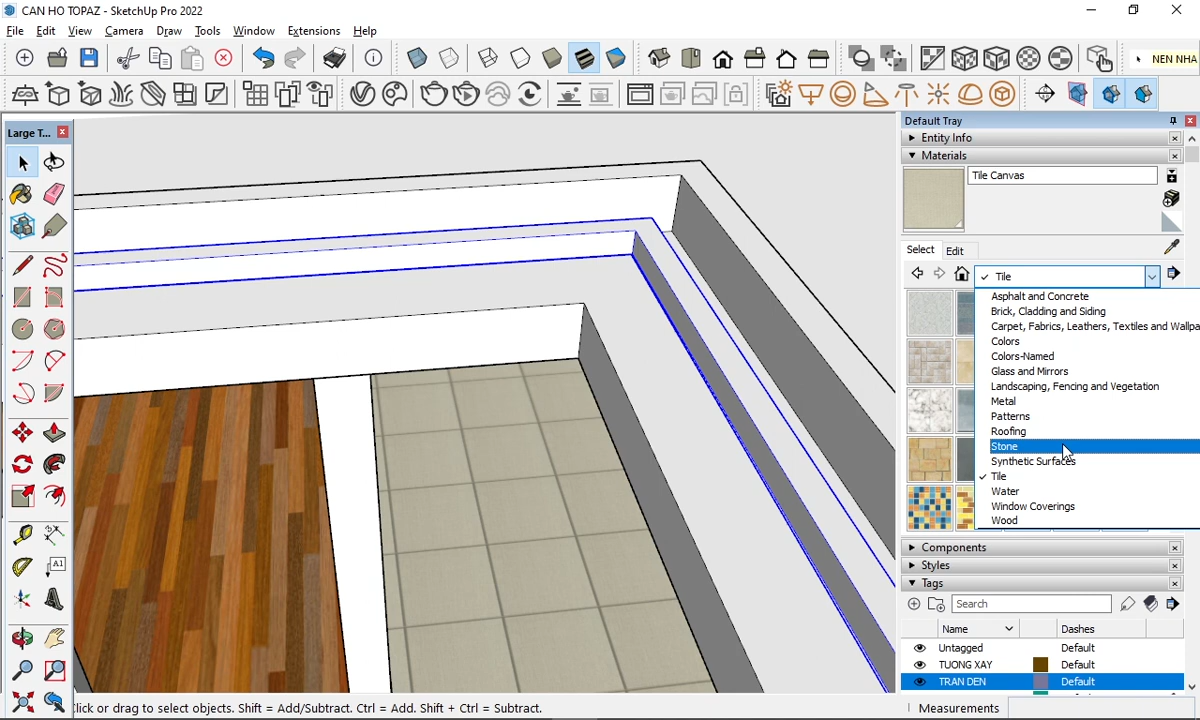 CAN HO TOPAZ - SketchUp Pro 2022
File Edit View Camera Draw Tools Window Extensions Help
NEN NHA
Large T...
Default Tray
Entity Info
Materials
Tile Canvas
Select Edit
Tile
Asphalt and Concrete
Brick, Cladding and Siding
Carpet, Fabrics, Leathers, Textiles and Wallpa
Colors
Colors-Named
Glass and Mirrors
Landscaping, Fencing and Vegetation
Metal
Patterns
Roofing
Stone
Synthetic Surfaces
Tile
Water
Window Coverings
Wood
A1
Components
Styles
Tags
Search
Name Dashes
Untagged Default
TUONG XAY Default
TRAN DEN Default
Click or drag to select objects. Shift = Add/Subtract. Ctrl = Add. Shift + Ctrl = Subtract.
Measurements